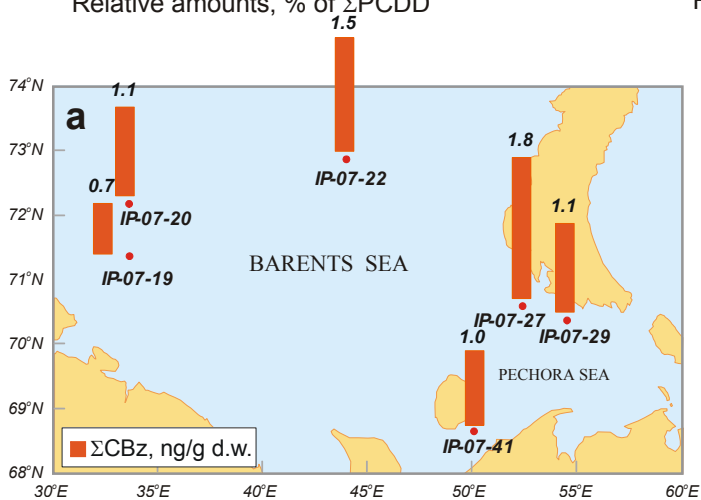 Relative amounts, % of ΣPCDD
1.5
74°N
1.1
a
73°N
1.8
0.7
IP-07-22
72°N
IP-07-20
1.1
BARENTS SEA
71°N
IP-07-19
IP-07-27
IP-07-29
70°N
1.0
PECHORA SEA
69°N
ΣCBz, ng/g d.w.
IP-07-41
68°N
30°E 35°E 40°E 45°E 50°E 55°E 60°E